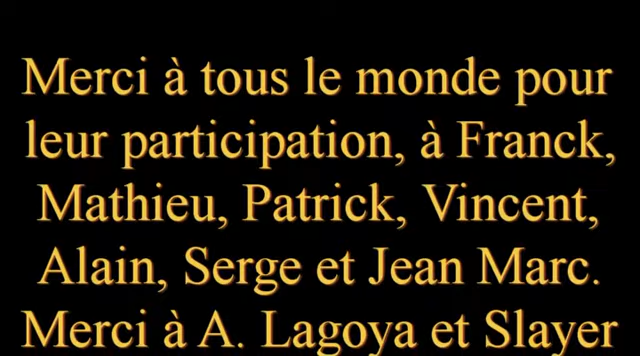 Merci à tous le monde pour
leur participation, à Franck,
Mathieu, Patrick, Vincent,
Alain, Serge et Jean Marc.
Merci à A. Lagoya et Slayer